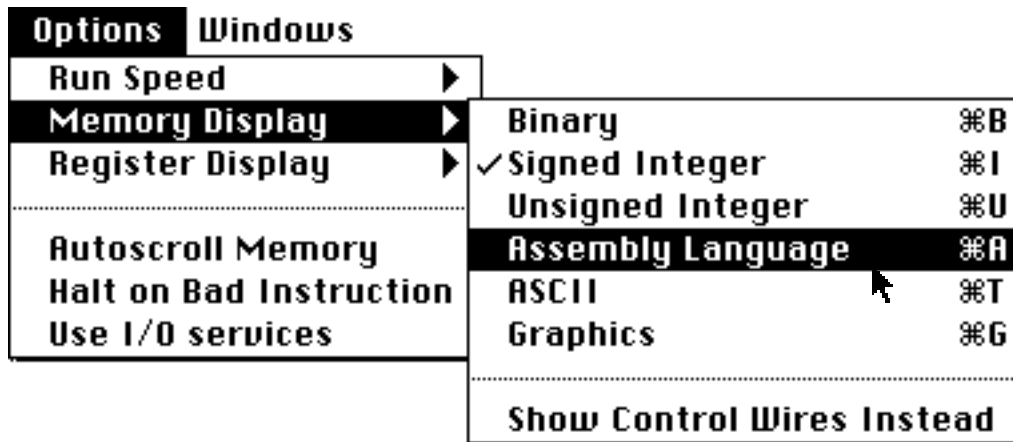 Options Windows
Run Speed
Memory Display
Register Display
Autoscroll Memory
Halt on Bad Instruction
Use I/O services
Binary ⌘B
✓Signed Integer ⌘I
Unsigned Integer ⌘U
Assembly Language ⌘A
ASCII ⌘T
Graphics ⌘G
Show Control Wires Instead